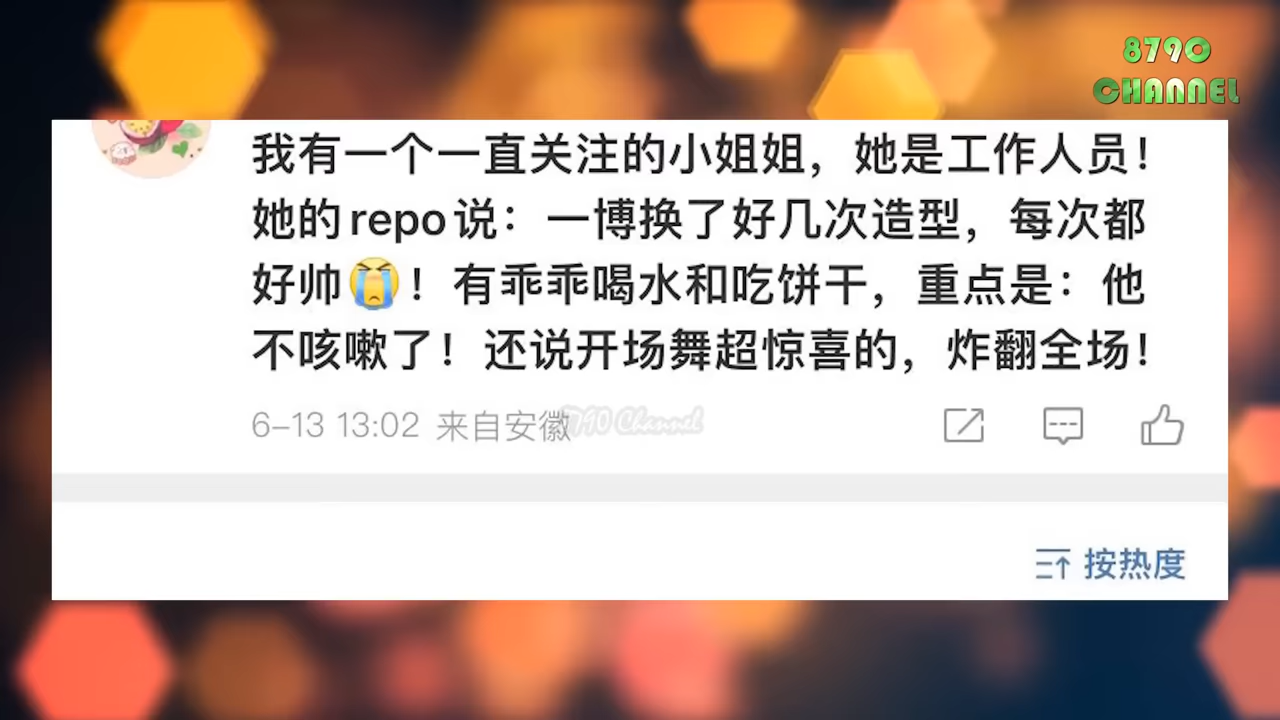 8790
CHANNEL
我有一个一直关注的小姐姐，她是工作人员！
她的repo说：一博换了好几次造型，每次都
好帅😭！有乖乖喝水和吃饼干，重点是：他
不咳嗽了！还说开场舞超惊喜的，炸翻全场！
6-13 13:02 来自安徽
8790 Channel
按热度